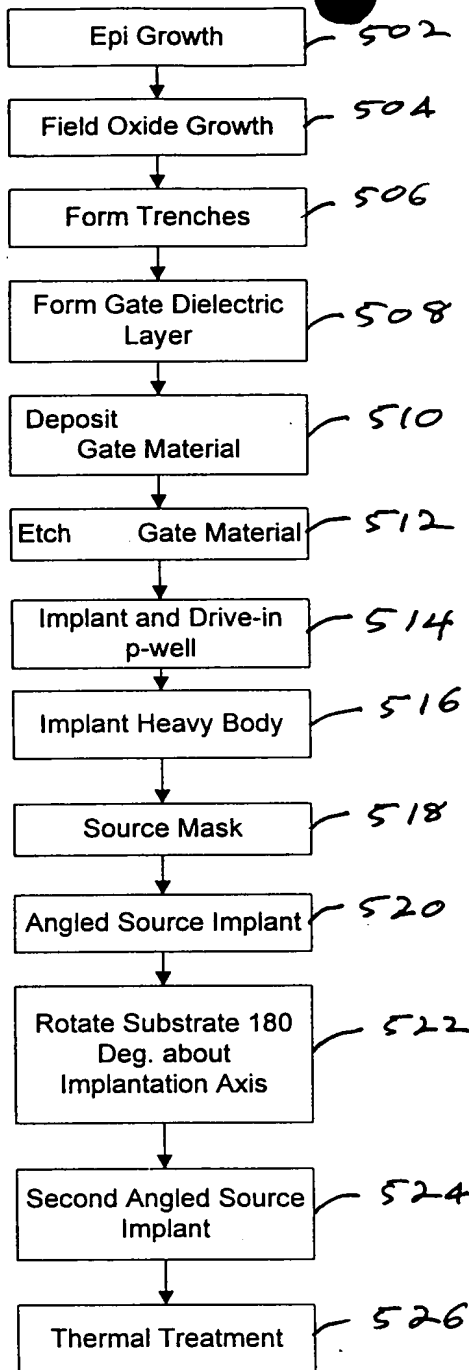 Epi Growth 502
Field Oxide Growth 504
Form Trenches 506
Form Gate Dielectric
Layer 508
Deposit
Gate Material 510
Etch Gate Material 512
Implant and Drive-in
p-well 514
Implant Heavy Body 516
Source Mask 518
Angled Source Implant 520
Rotate Substrate 180
Deg. about
Implantation Axis 522
Second Angled Source
Implant 524
Thermal Treatment 526